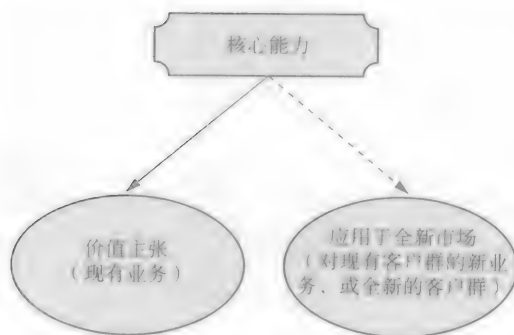 核心能力
价值主张
（现有业务）
应用于全新市场
（对现有客户群的新业
务，或全新的客户群）